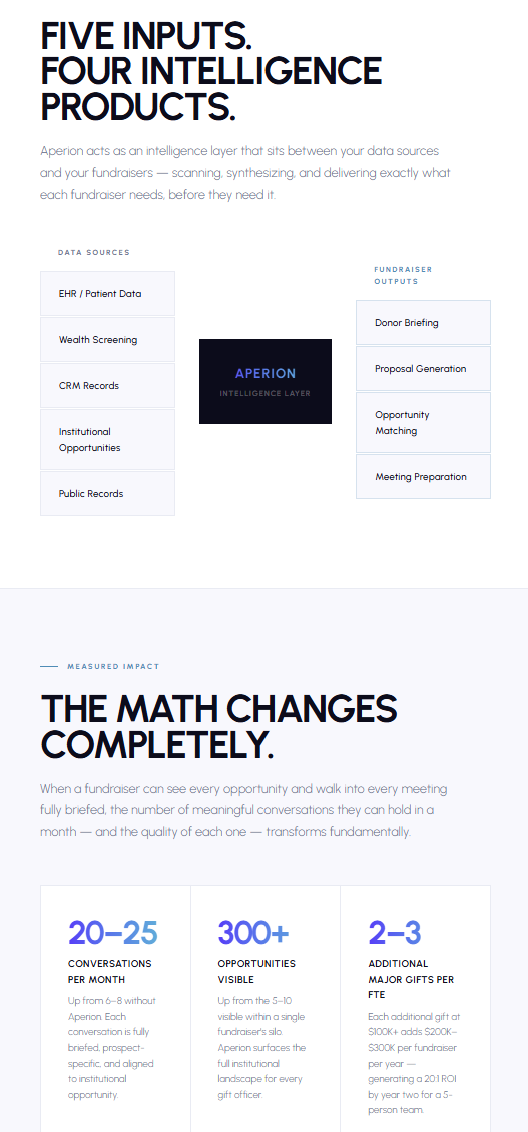 FIVE INPUTS.
FOUR INTELLIGENCE
PRODUCTS.
Aperion acts as an intelligence layer that sits between your data sources
and your fundraisers — scanning, synthesizing, and delivering exactly what
each fundraiser needs, before they need it.
DATA SOURCES
EHR / Patient Data
Wealth Screening
CRM Records
Institutional
Opportunities
Public Records
APERION
INTELLIGENCE LAYER
FUNDRAISER
OUTPUTS
Donor Briefing
Proposal Generation
Opportunity
Matching
Meeting Preparation
MEASURED IMPACT
THE MATH CHANGES
COMPLETELY.
When a fundraiser can see every opportunity and walk into every meeting
fully briefed, the number of meaningful conversations they can hold in a
month — and the quality of each one — transforms fundamentally.
20–25
CONVERSATIONS
PER MONTH
Up from 6–8 without
Aperion. Each
conversation is fully
briefed, prospect-
specific, and aligned
to institutional
opportunity.
300+
OPPORTUNITIES
VISIBLE
Up from the 5–10
visible within a single
fundraiser's silo.
Aperion surfaces the
full institutional
landscape for every
gift officer.
2–3
ADDITIONAL
MAJOR GIFTS PER
FTE
Each additional gift at
$100K+ adds $200K–
$300K per fundraiser
per year —
generating a 20:1 ROI
by year two for a 5-
person team.